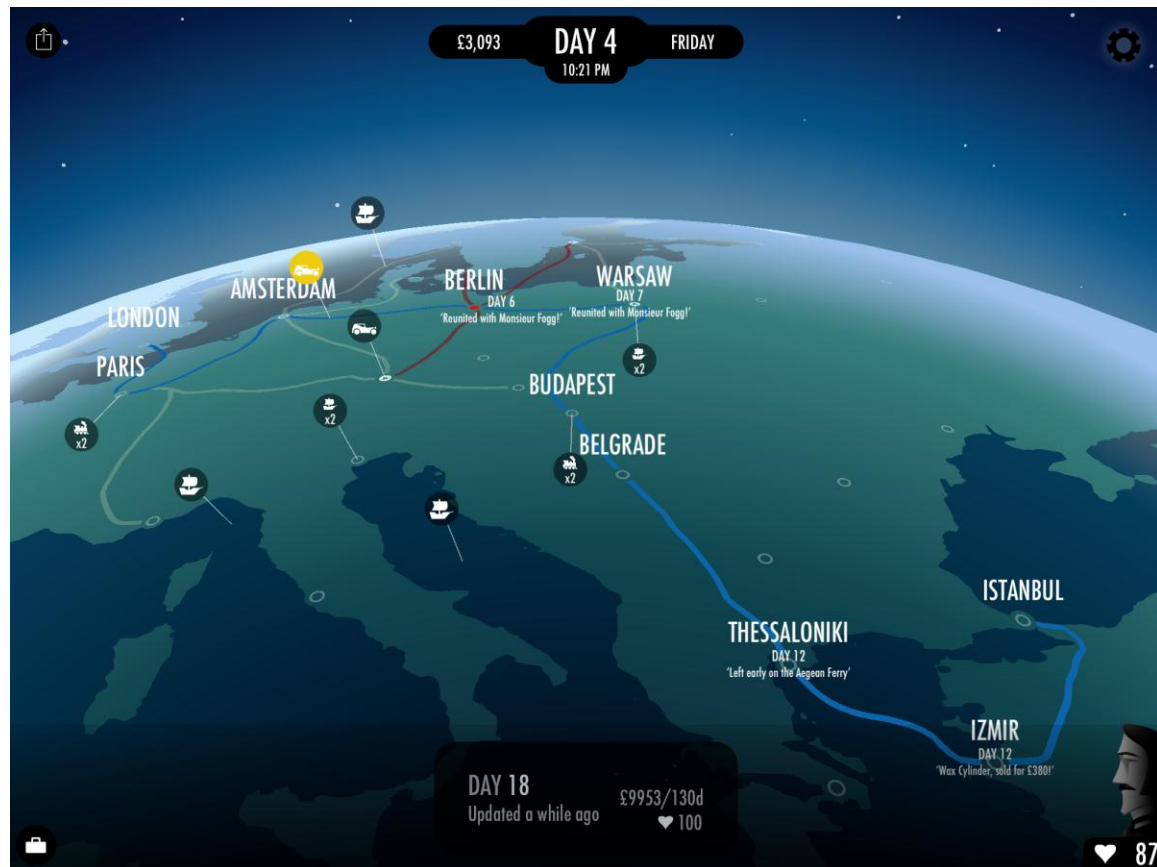 £3,093
DAY 4
FRIDAY
10:21 PM
AMSTERDAM
BERLIN
DAY 6
'Reunited with Monsieur Fogg!'
WARSAW
DAY 7
'Reunited with Monsieur Fogg!'
LONDON
PARIS
x2
x2
x2
BUDAPEST
BELGRADE
x2
ISTANBUL
THESSALONIKI
DAY 12
'Left early on the Aegean Ferry'
IZMIR
DAY 12
'Wax Cylinder, sold for £380!'
DAY 18
Updated a while ago
£9953/130d
100
87